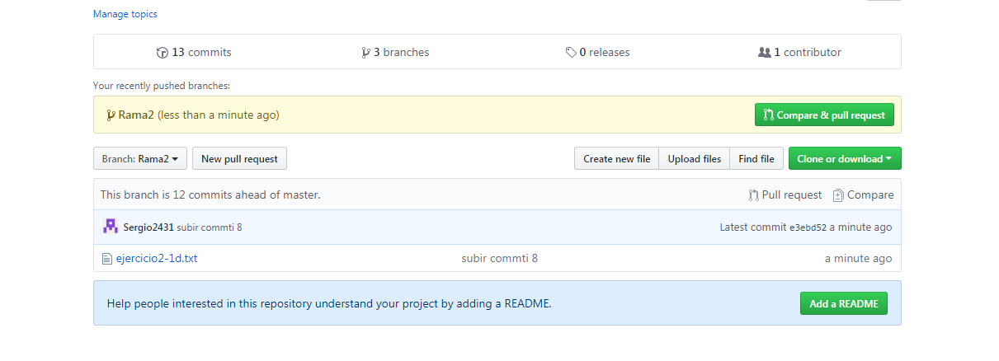 Manage topics
13 commits 3 branches 0 releases 1 contributor
Your recently pushed branches:
Rama2 (less than a minute ago) Compare & pull request
Branch: Rama2 New pull request Create new file Upload files Find file Clone or download
This branch is 12 commits ahead of master. Pull request Compare
Sergio2431 subir commti 8 Latest commit e3ebd52 a minute ago
ejercicio2-1d.txt subir commti 8 a minute ago
Help people interested in this repository understand your project by adding a README. Add a README